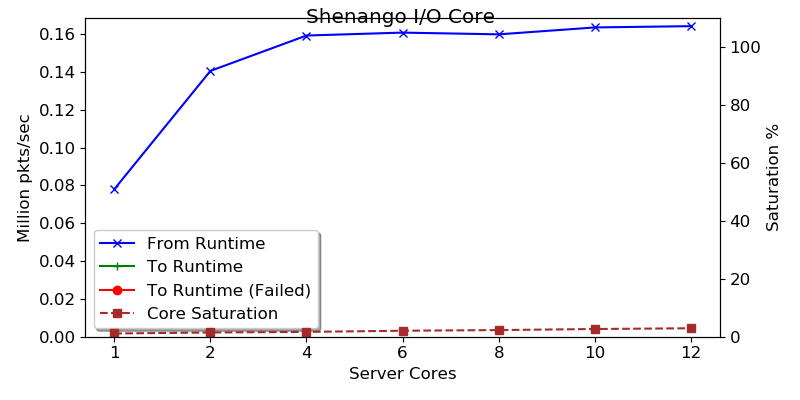 Shenango I/O Core
0.16
0.14
0.12
0.10
0.08
0.06
0.04
0.02
0.00
Million pkts/sec
100
80
60
40
20
0
Saturation %
From Runtime
To Runtime
To Runtime (Failed)
Core Saturation
1 2 4 6 8 10 12
Server Cores